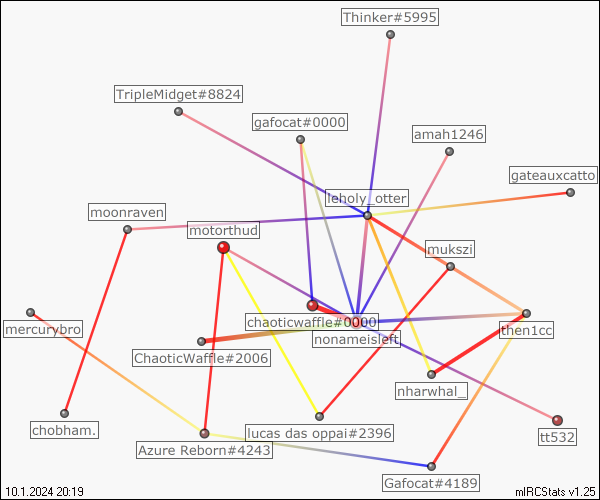 Thinker#5995
TripleMidget#8824
gafocat#0000
amah1246
gateauxcatto
leholy_otter
moonraven
motorthud
mukszi
chaoticwaffle#0000
mercurybro
then1cc
nonameisleft
ChaoticWaffle#2006
nharwhal_
chobham.
lucas das oppai#2396
tt532
Azure Reborn#4243
Gafocat#4189
10.1.2024 20:19
mIRCStats v1.25